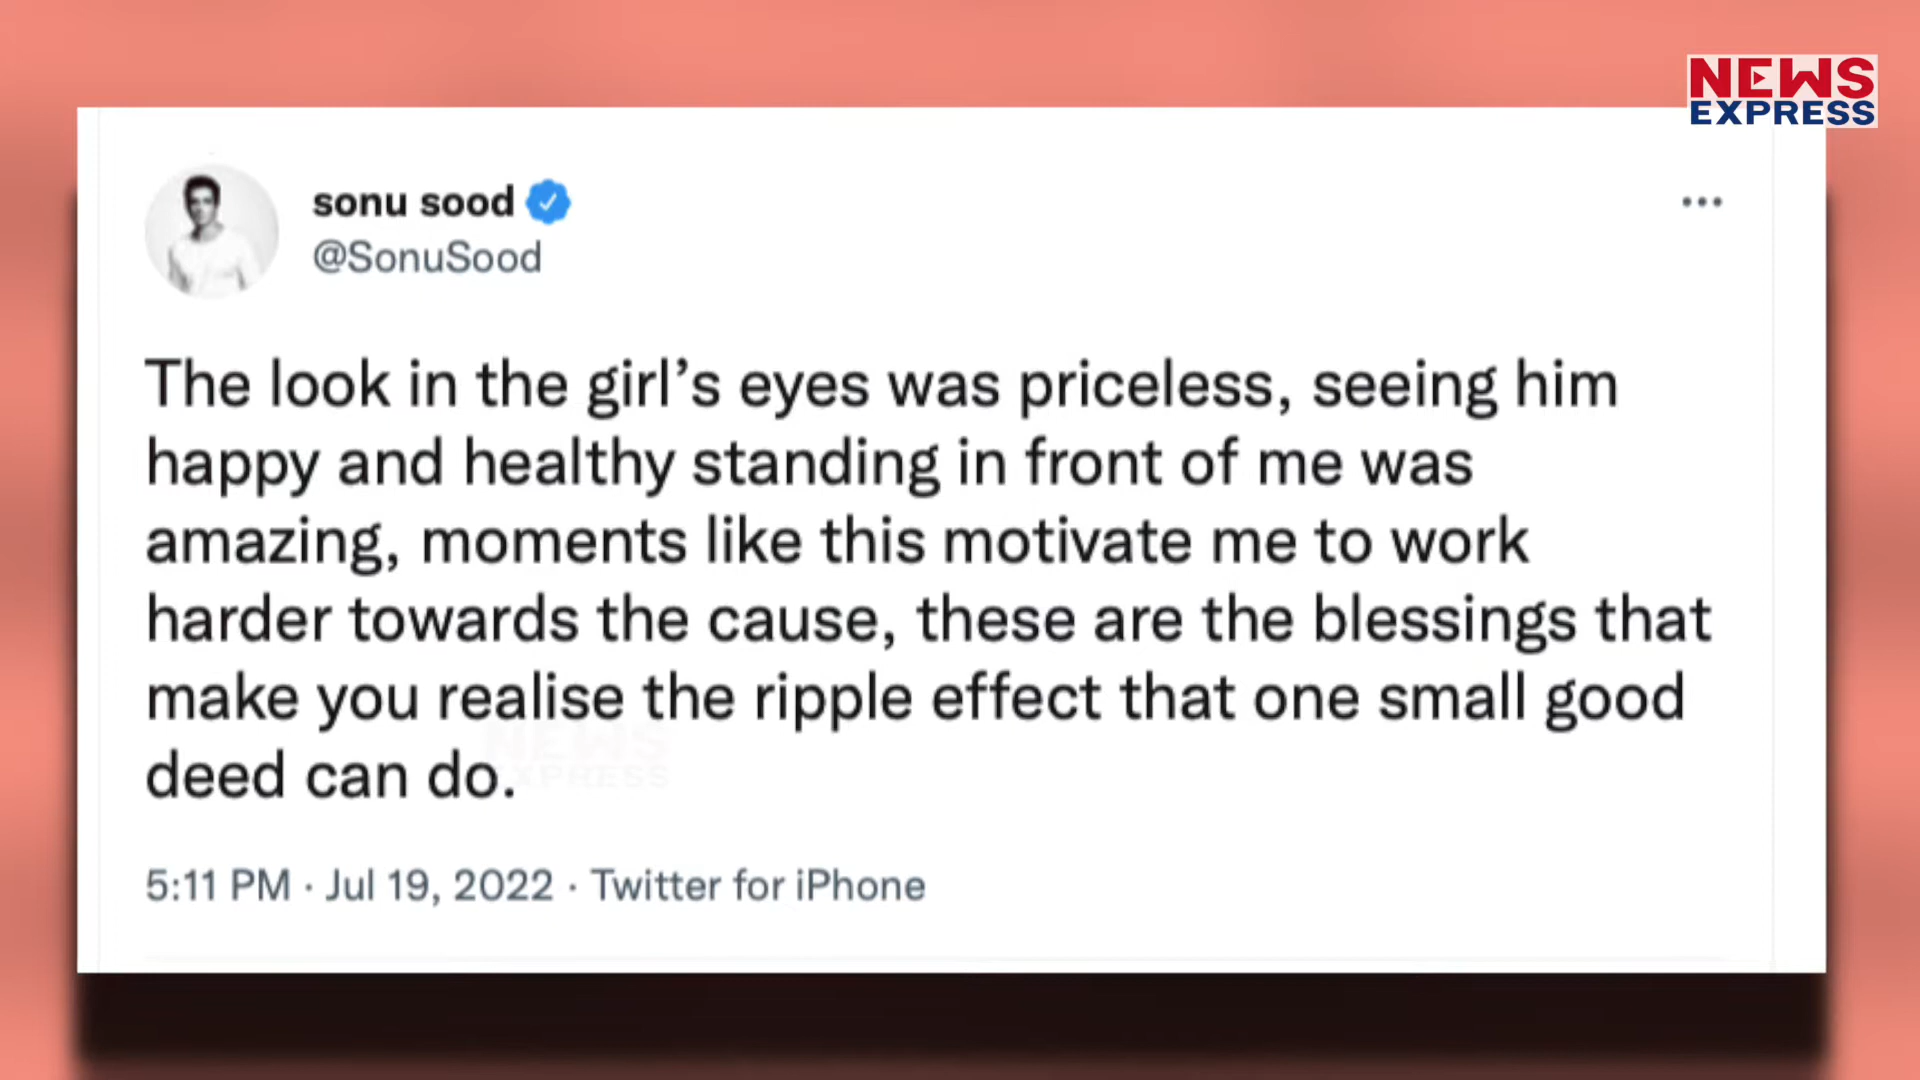 NEWS
EXPRESS
sonu sood
@SonuSood
The look in the girl’s eyes was priceless, seeing him
happy and healthy standing in front of me was
amazing, moments like this motivate me to work
harder towards the cause, these are the blessings that
make you realise the ripple effect that one small good
deed can do.
NEWS
EXPRESS
5:11 PM · Jul 19, 2022 · Twitter for iPhone